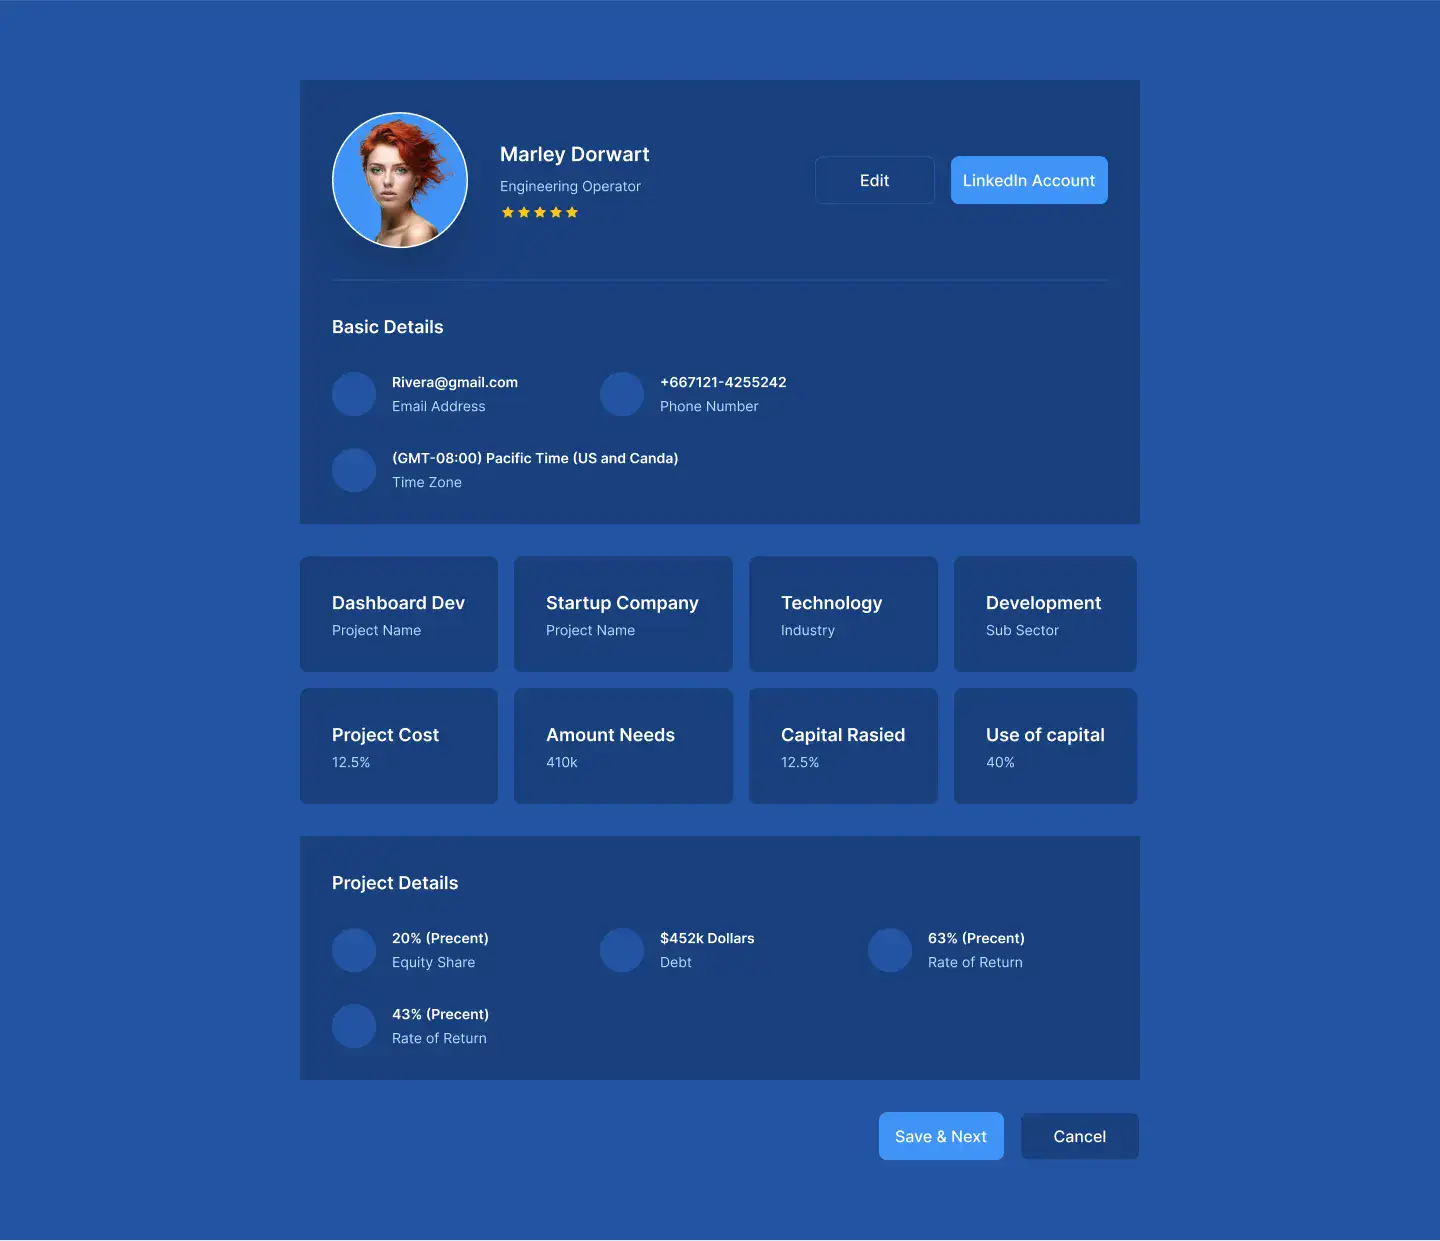 Marley Dorwart
Engineering Operator
Edit
LinkedIn Account
Basic Details
Rivera@gmail.com
Email Address
+667121-4255242
Phone Number
(GMT-08:00) Pacific Time (US and Canda)
Time Zone
Dashboard Dev
Project Name
Startup Company
Project Name
Technology
Industry
Development
Sub Sector
Project Cost
12.5%
Amount Needs
410k
Capital Rasied
12.5%
Use of capital
40%
Project Details
20% (Precent)
Equity Share
$452k Dollars
Debt
63% (Precent)
Rate of Return
43% (Precent)
Rate of Return
Save & Next
Cancel